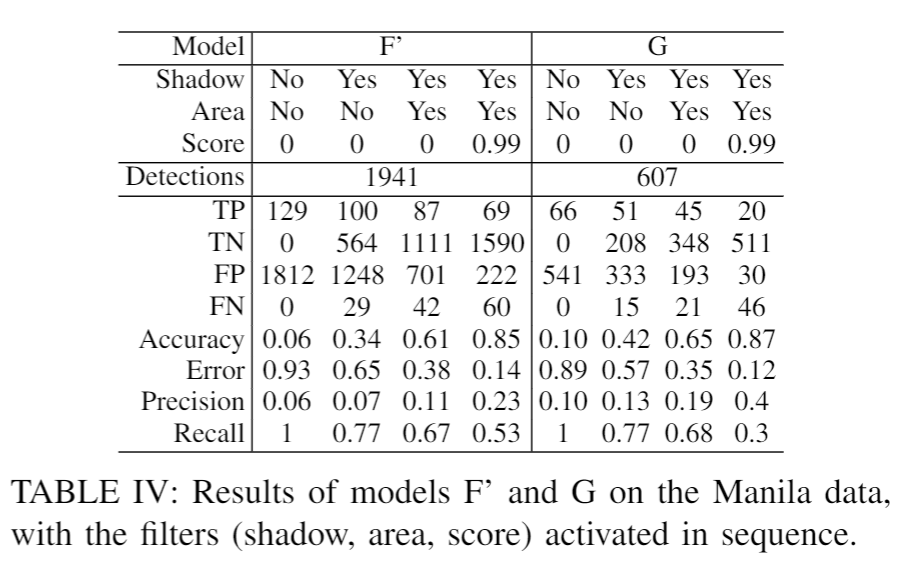 Model F’ G
Shadow No Yes Yes Yes No Yes Yes Yes
Area No No Yes Yes No No Yes Yes
Score 0 0 0 0.99 0 0 0 0.99
Detections 1941 607
TP 129 100 87 69 66 51 45 20
TN 0 564 1111 1590 0 208 348 511
FP 1812 1248 701 222 541 333 193 30
FN 0 29 42 60 0 15 21 46
Accuracy 0.06 0.34 0.61 0.85 0.10 0.42 0.65 0.87
Error 0.93 0.65 0.38 0.14 0.89 0.57 0.35 0.12
Precision 0.06 0.07 0.11 0.23 0.10 0.13 0.19 0.4
Recall 1 0.77 0.67 0.53 1 0.77 0.68 0.3
TABLE IV: Results of models F’ and G on the Manila data,
with the filters (shadow, area, score) activated in sequence.